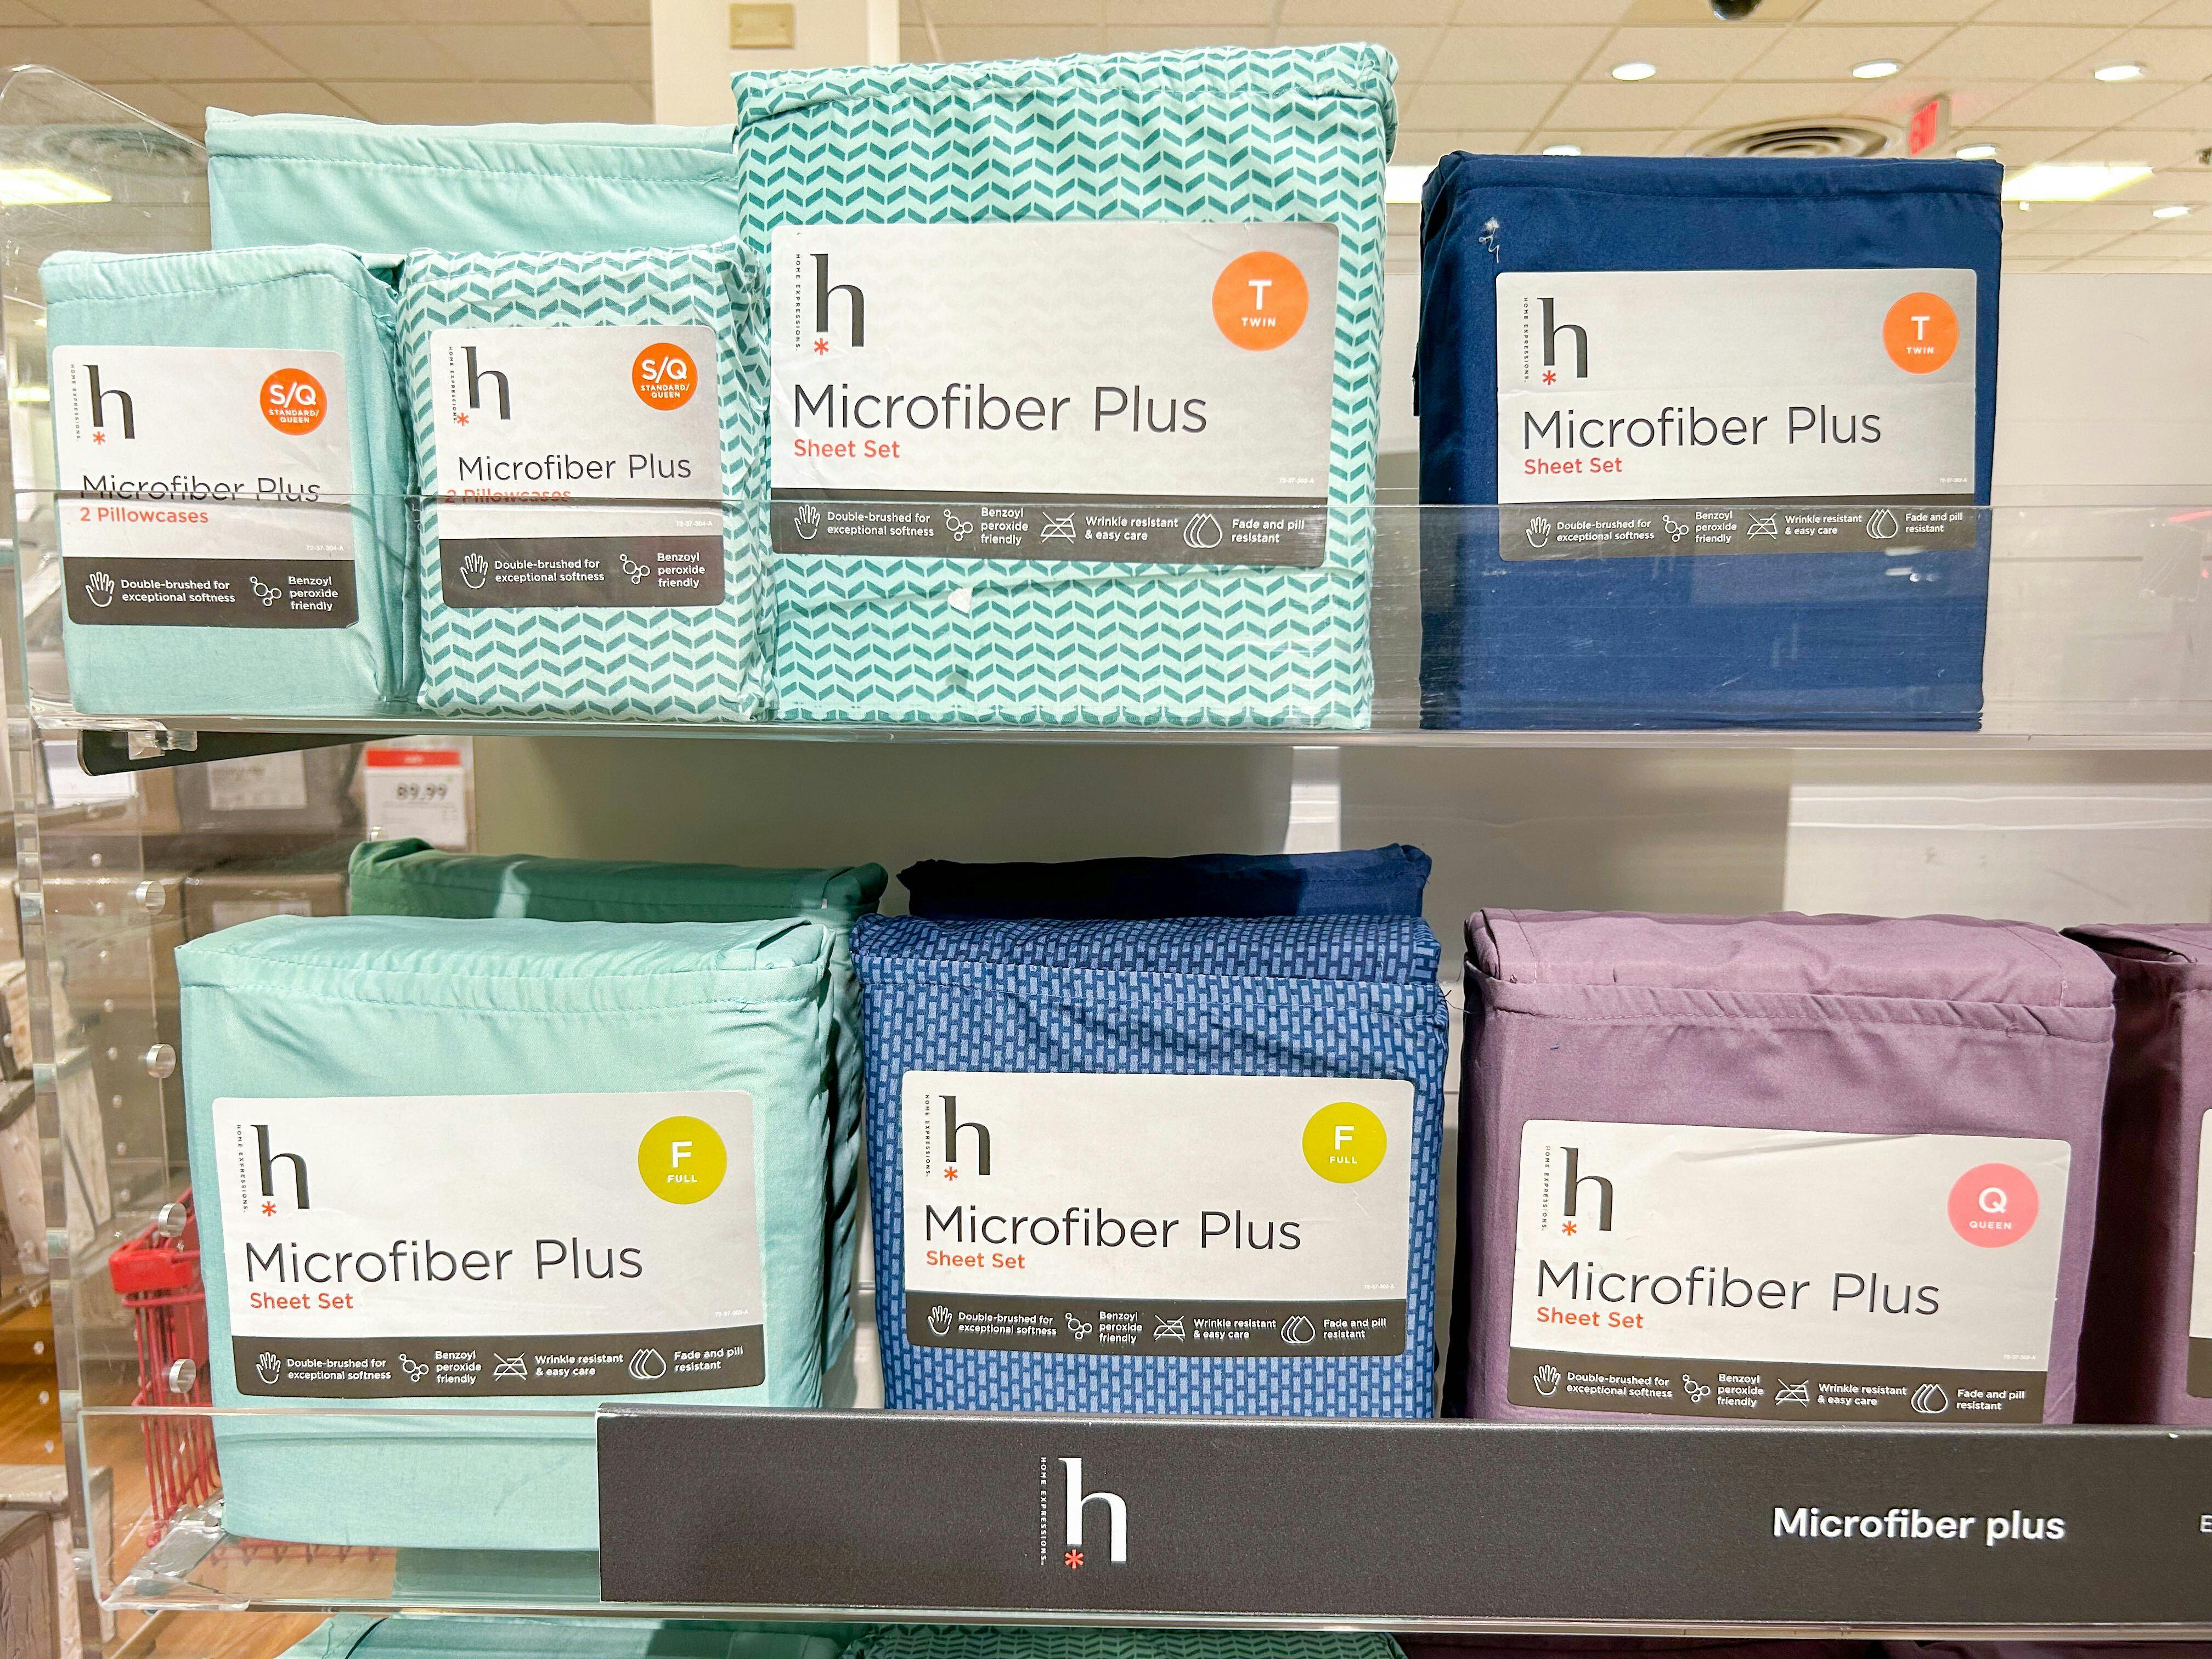 HOME EXPRESSIONS
h
S/Q
STANDARD/
QUEEN
Microfiber Plus
2 Pillowcases
72-37-304-A
Double-brushed for
exceptional softness
Benzoyl
peroxide
friendly
HOME EXPRESSIONS
h
S/Q
STANDARD/
QUEEN
Microfiber Plus
2 Pillowcases
72-37-304-A
Double-brushed for
exceptional softness
Benzoyl
peroxide
friendly
HOME EXPRESSIONS
h
T
TWIN
Microfiber Plus
Sheet Set
Double-brushed for
exceptional softness
Benzoyl
peroxide
friendly
Wrinkle resistant
& easy care
Fade and pill
resistant
HOME EXPRESSIONS
h
T
TWIN
Microfiber Plus
Sheet Set
Double-brushed for
exceptional softness
Benzoyl
peroxide
friendly
Wrinkle resistant
& easy care
Fade and pill
resistant
89.99
HOME EXPRESSIONS
h
F
FULL
Microfiber Plus
Sheet Set
Double-brushed for
exceptional softness
Benzoyl
peroxide
friendly
Wrinkle resistant
& easy care
Fade and pill
resistant
HOME EXPRESSIONS
h
F
FULL
Microfiber Plus
Sheet Set
Double-brushed for
exceptional softness
Benzoyl
peroxide
friendly
Wrinkle resistant
& easy care
Fade and pill
resistant
HOME EXPRESSIONS
h
Q
QUEEN
Microfiber Plus
Sheet Set
Double-brushed for
exceptional softness
Benzoyl
peroxide
friendly
Wrinkle resistant
& easy care
Fade and pill
resistant
HOME EXPRESSIONS
h
Microfiber plus